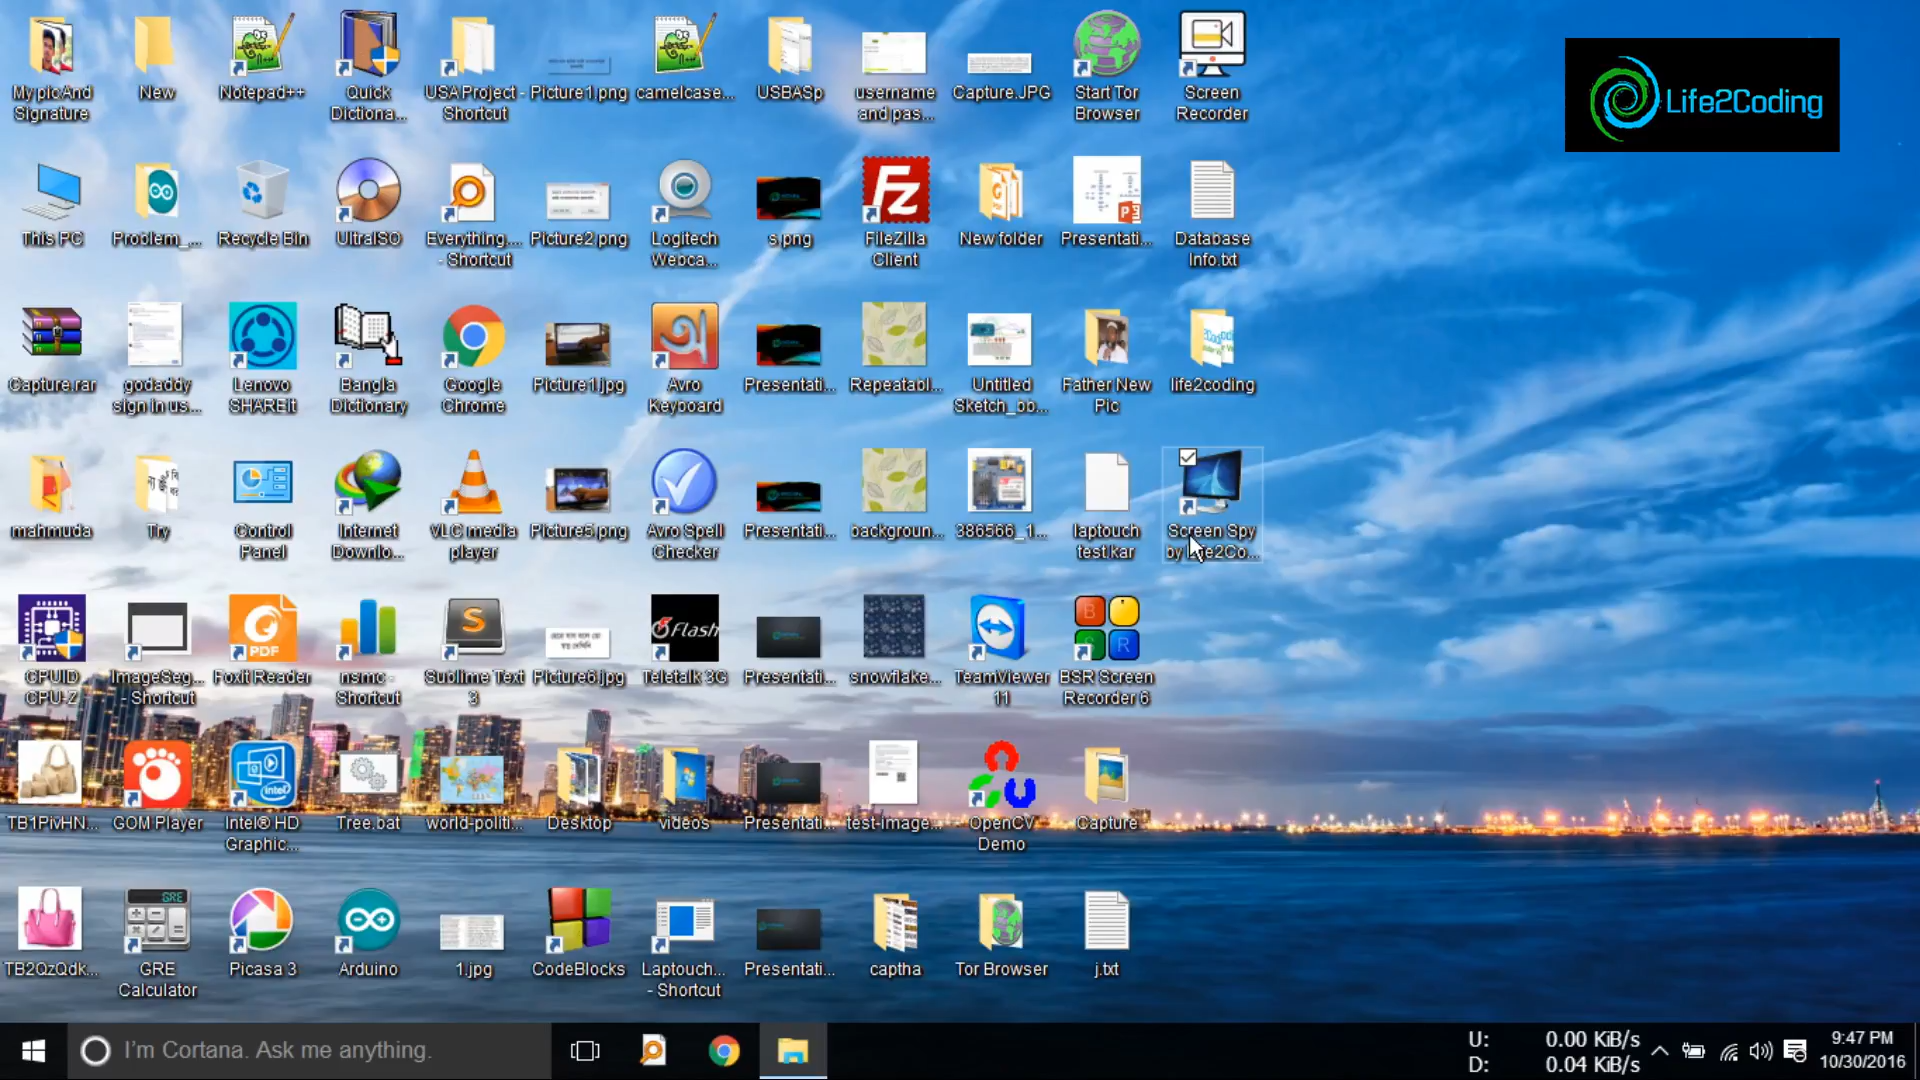 Life2Coding
My pic And
Signature
New
Notepad++
Quick
Dictiona...
USA Project -
Shortcut
Picture1.png
camelcase...
USBASp
username
and pas...
Capture.JPG
Start Tor
Browser
Screen
Recorder
This PC
Problem_...
Recycle Bin
UltraISO
Everything....
- Shortcut
Picture2.png
Logitech
Webca...
s.png
FileZilla
Client
New folder
Presentati...
Database
Info.txt
Capture.rar
godaddy
sign in us...
Lenovo
SHAREit
Bangla
Dictionary
Google
Chrome
Picture1.jpg
অ
Avro
Keyboard
Presentati...
Repeatabl...
Untitled
Sketch_bb...
Father New
Pic
life2coding
mahmuda
Try
Control
Panel
Internet
Downlo...
VLC media
player
Picture5.png
Avro Spell
Checker
Presentati...
backgroun...
386566_1...
laptouch
test.kar
Screen Spy
by Life2Co...
CPUID
CPU-Z
ImageSeg...
- Shortcut
PDF
Foxit Reader
nsmc -
Shortcut
Sublime Text
3
Picture6.jpg
Flash
Teletalk 3G
Presentati...
snowflake...
TeamViewer
11
B
S R
BSR Screen
Recorder 6
TB1PivHN...
GOM Player
intel
Intel® HD
Graphic...
Tree.bat
world-politi...
Desktop
videos
Presentati...
test-image...
OpenCV
Demo
Capture
TB2QzQdk...
GRE
GRE
Calculator
Picasa 3
Arduino
1.jpg
CodeBlocks
Laptouch...
- Shortcut
Presentati...
captha
Tor Browser
j.txt
I'm Cortana. Ask me anything.
U: 0.00 KiB/s
D: 0.04 KiB/s
9:47 PM
10/30/2016